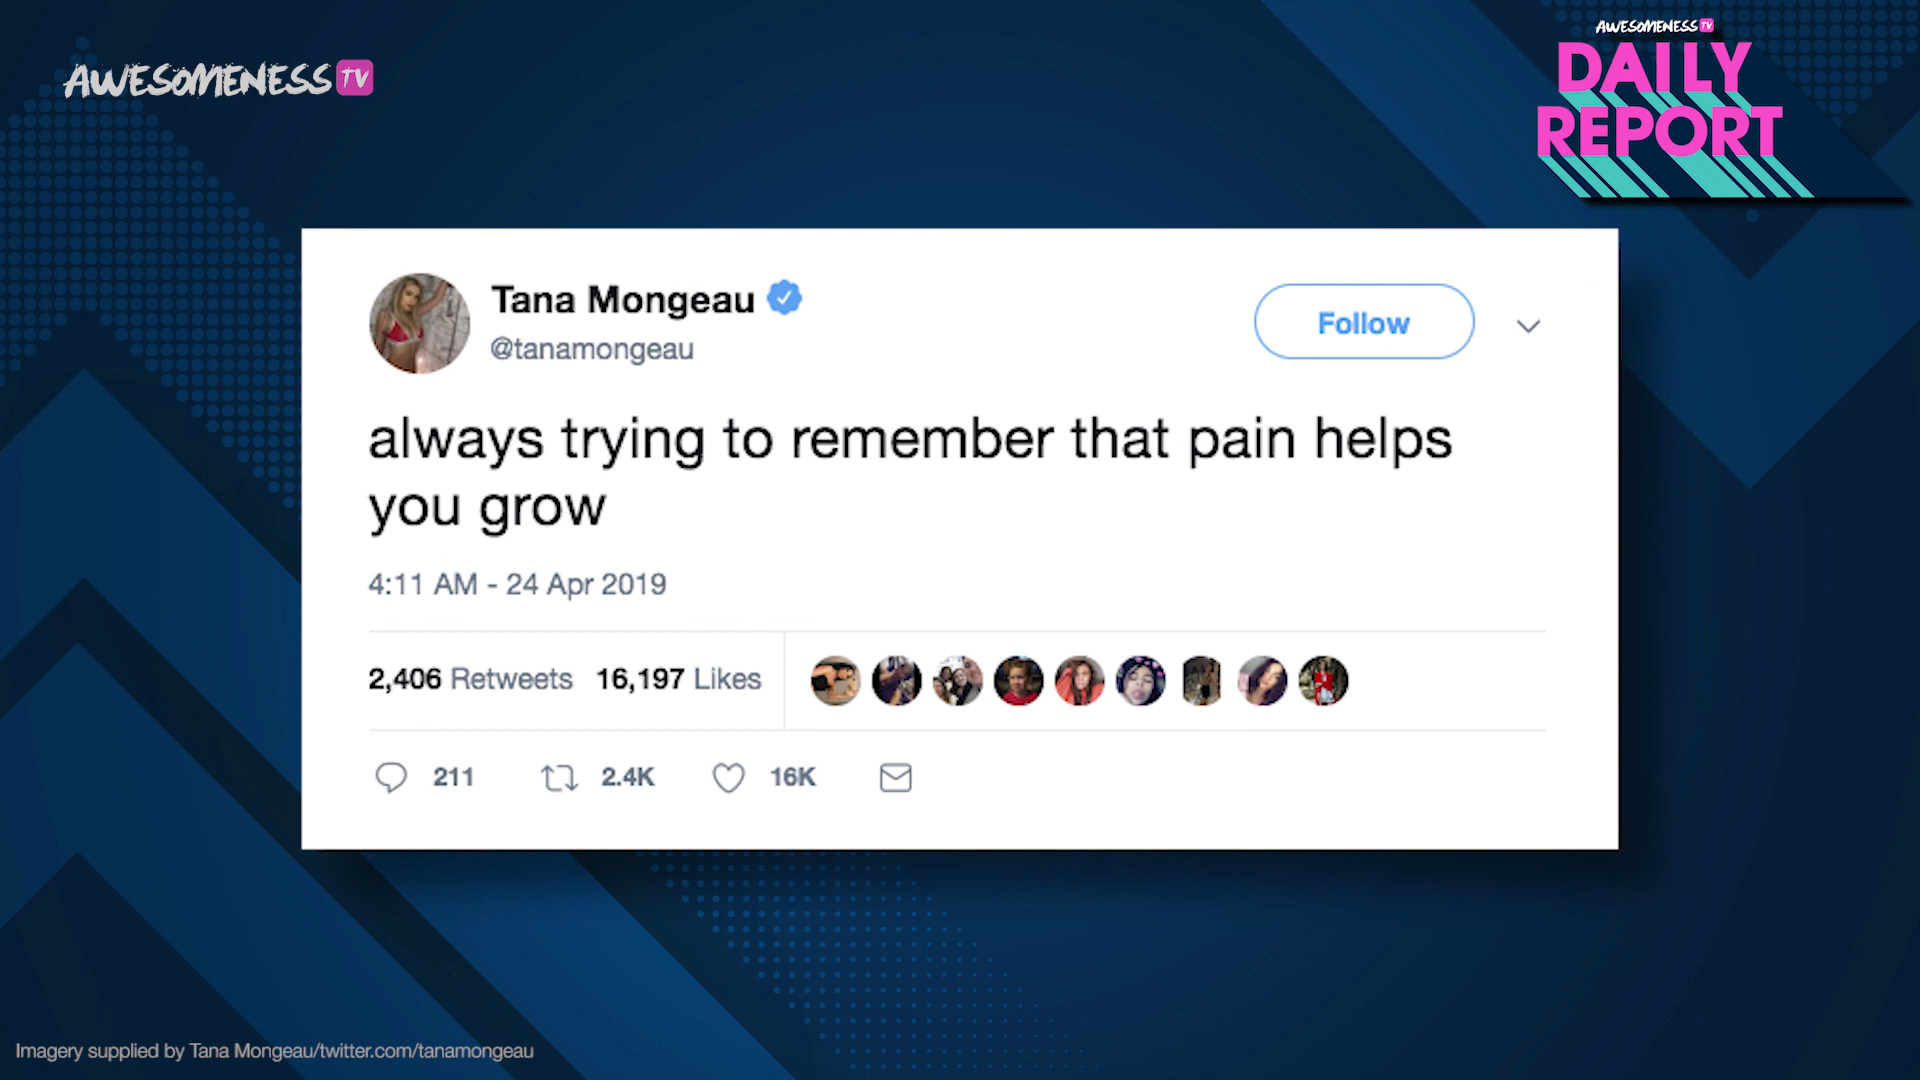 AWESOMENESS TV
AWESOMENESS TV
DAILY
REPORT
Tana Mongeau
@tanamongeau
Follow
always trying to remember that pain helps
you grow
4:11 AM - 24 Apr 2019
2,406 Retweets 16,197 Likes
211 2.4K 16K
Imagery supplied by Tana Mongeau/twitter.com/tanamongeau